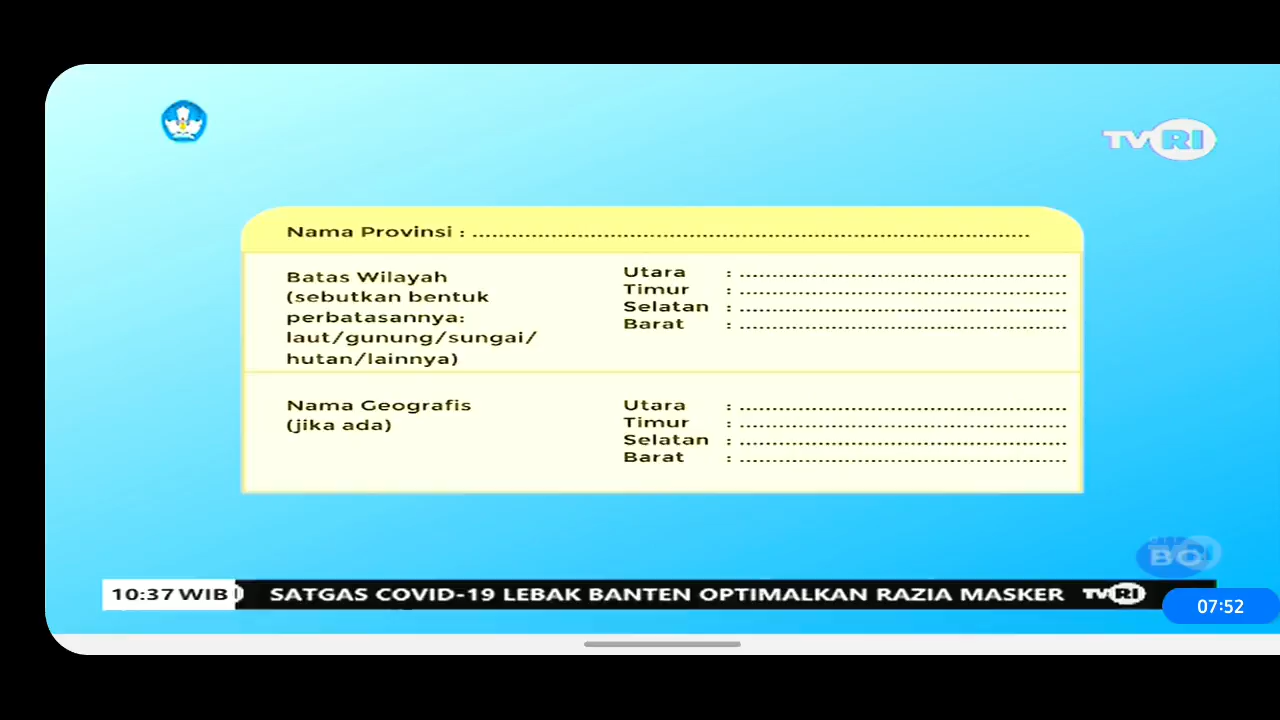 TVRI
Nama Provinsi : ......................................................................................
Batas Wilayah
(sebutkan bentuk
perbatasannya:
laut/gunung/sungai/
hutan/lainnya)
Utara : ..................................................
Timur : ..................................................
Selatan : ..................................................
Barat : ..................................................
Nama Geografis
(jika ada)
Utara : ..................................................
Timur : ..................................................
Selatan : ..................................................
Barat : ..................................................
10:37 WIB SATGAS COVID-19 LEBAK BANTEN OPTIMALKAN RAZIA MASKER TVRI
07:52